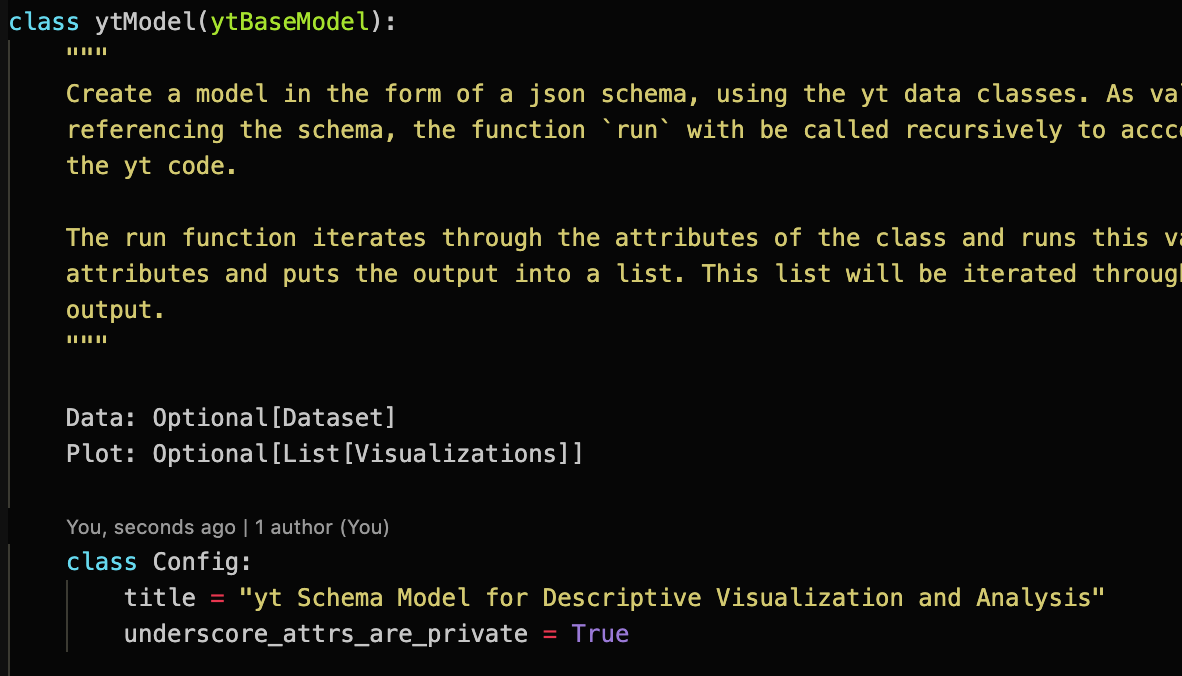 class ytModel(ytBaseModel):
"""
Create a model in the form of a json schema, using the yt data classes. As
referencing the schema, the function `run` with be called recursively to
the yt code.
The run function iterates through the attributes of the class and runs this
attributes and puts the output into a list. This list will be iterated
output.
"""
Data: Optional[Dataset]
Plot: Optional[List[Visualizations]]
You, seconds ago | 1 author (You)
class Config:
title = "yt Schema Model for Descriptive Visualization and Analysis"
underscore_attrs_are_private = True